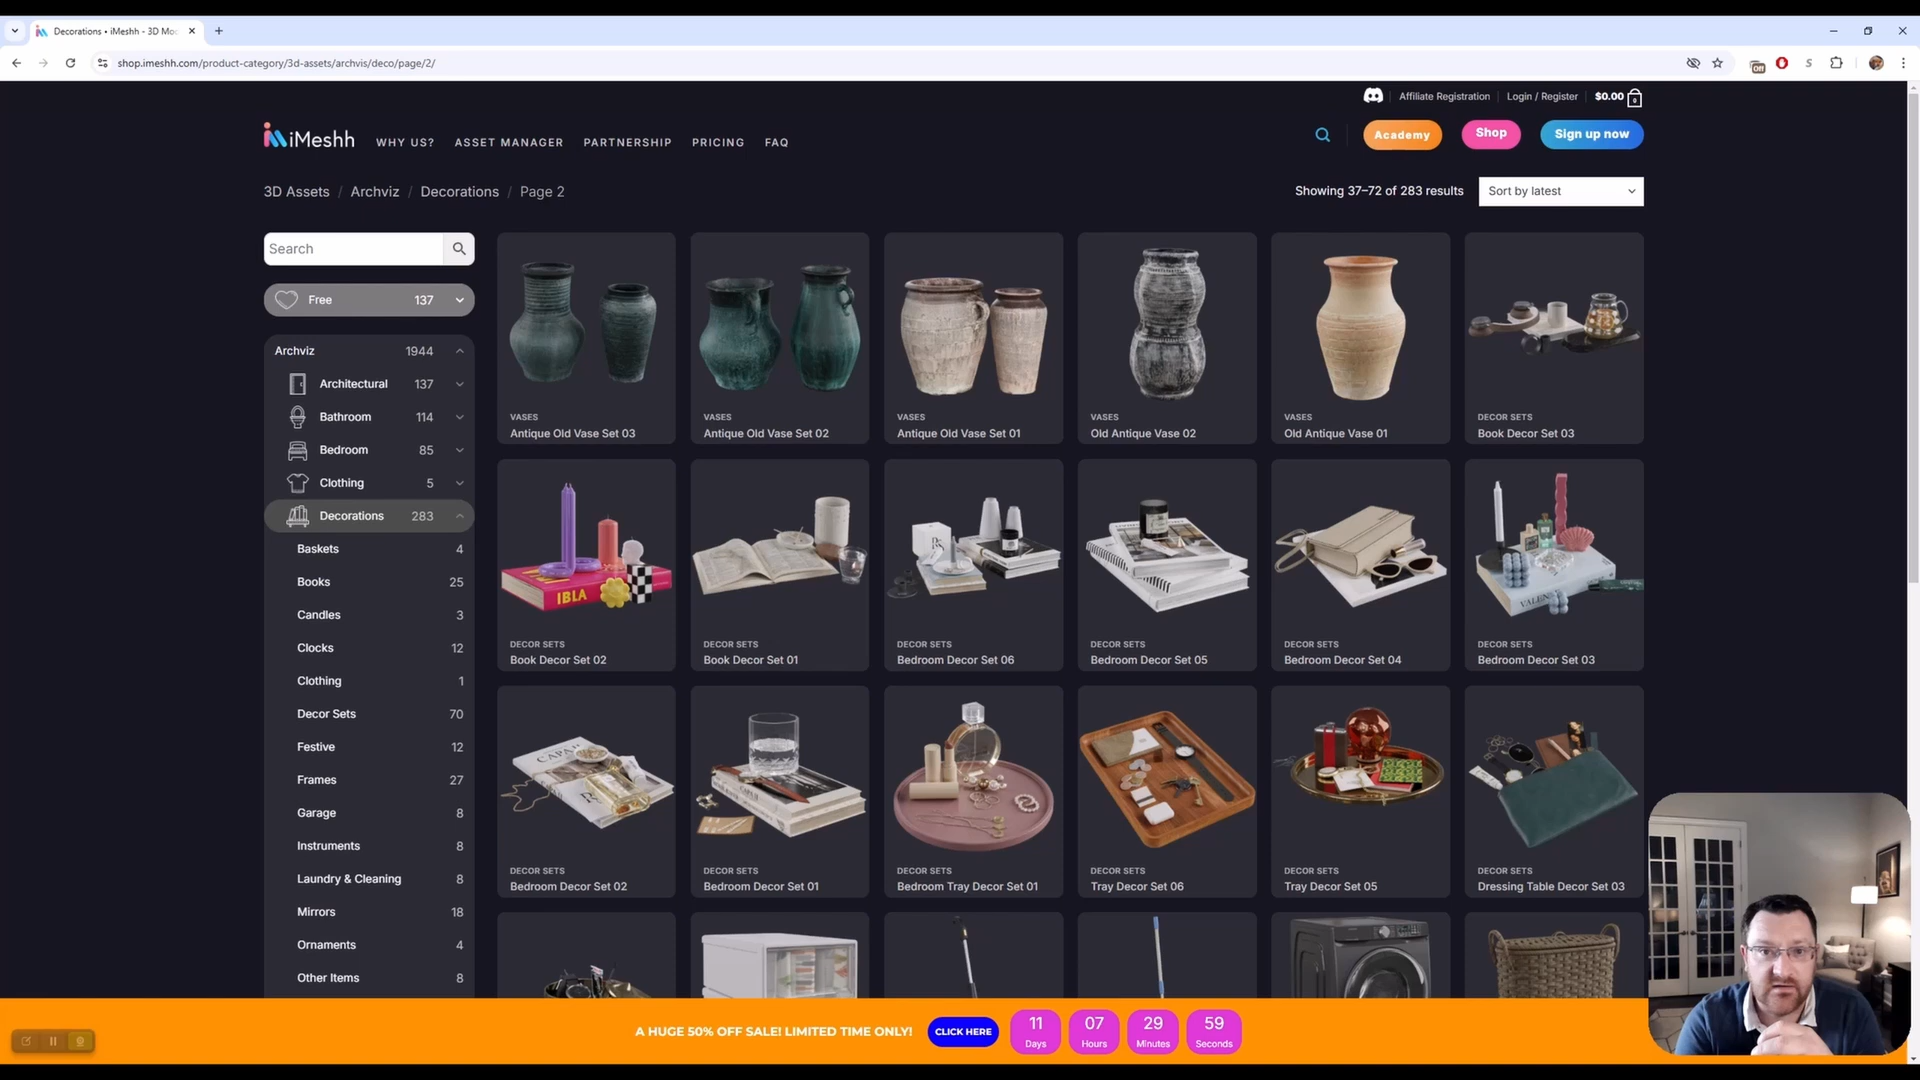 Decorations • iMeshh - 3D Mo
shop.imeshh.com/product-category/3d-assets/archvis/deco/page/2/
Off
Affiliate Registration
Login / Register
$0.00
0
iMeshh
WHY US?
ASSET MANAGER
PARTNERSHIP
PRICING
FAQ
Academy
Shop
Sign up now
3D Assets / Archviz / Decorations / Page 2
Showing 37–72 of 283 results
Sort by latest
Search
Free 137
Archviz 1944
Architectural 137
Bathroom 114
Bedroom 85
Clothing 5
Decorations 283
Baskets 4
Books 25
Candles 3
Clocks 12
Clothing 1
Decor Sets 70
Festive 12
Frames 27
Garage 8
Instruments 8
Laundry & Cleaning 8
Mirrors 18
Ornaments 4
Other Items 8
VASES
Antique Old Vase Set 03
VASES
Antique Old Vase Set 02
VASES
Antique Old Vase Set 01
VASES
Old Antique Vase 02
VASES
Old Antique Vase 01
DECOR SETS
Book Decor Set 03
IBLA
DECOR SETS
Book Decor Set 02
DECOR SETS
Book Decor Set 01
DECOR SETS
Bedroom Decor Set 06
DECOR SETS
Bedroom Decor Set 05
DECOR SETS
Bedroom Decor Set 04
DECOR SETS
Bedroom Decor Set 03
DECOR SETS
Bedroom Decor Set 02
DECOR SETS
Bedroom Decor Set 01
DECOR SETS
Bedroom Tray Decor Set 01
DECOR SETS
Tray Decor Set 06
DECOR SETS
Tray Decor Set 05
DECOR SETS
Dressing Table Decor Set 03
A HUGE 50% OFF SALE! LIMITED TIME ONLY!
CLICK HERE
11 Days
07 Hours
29 Minutes
59 Seconds